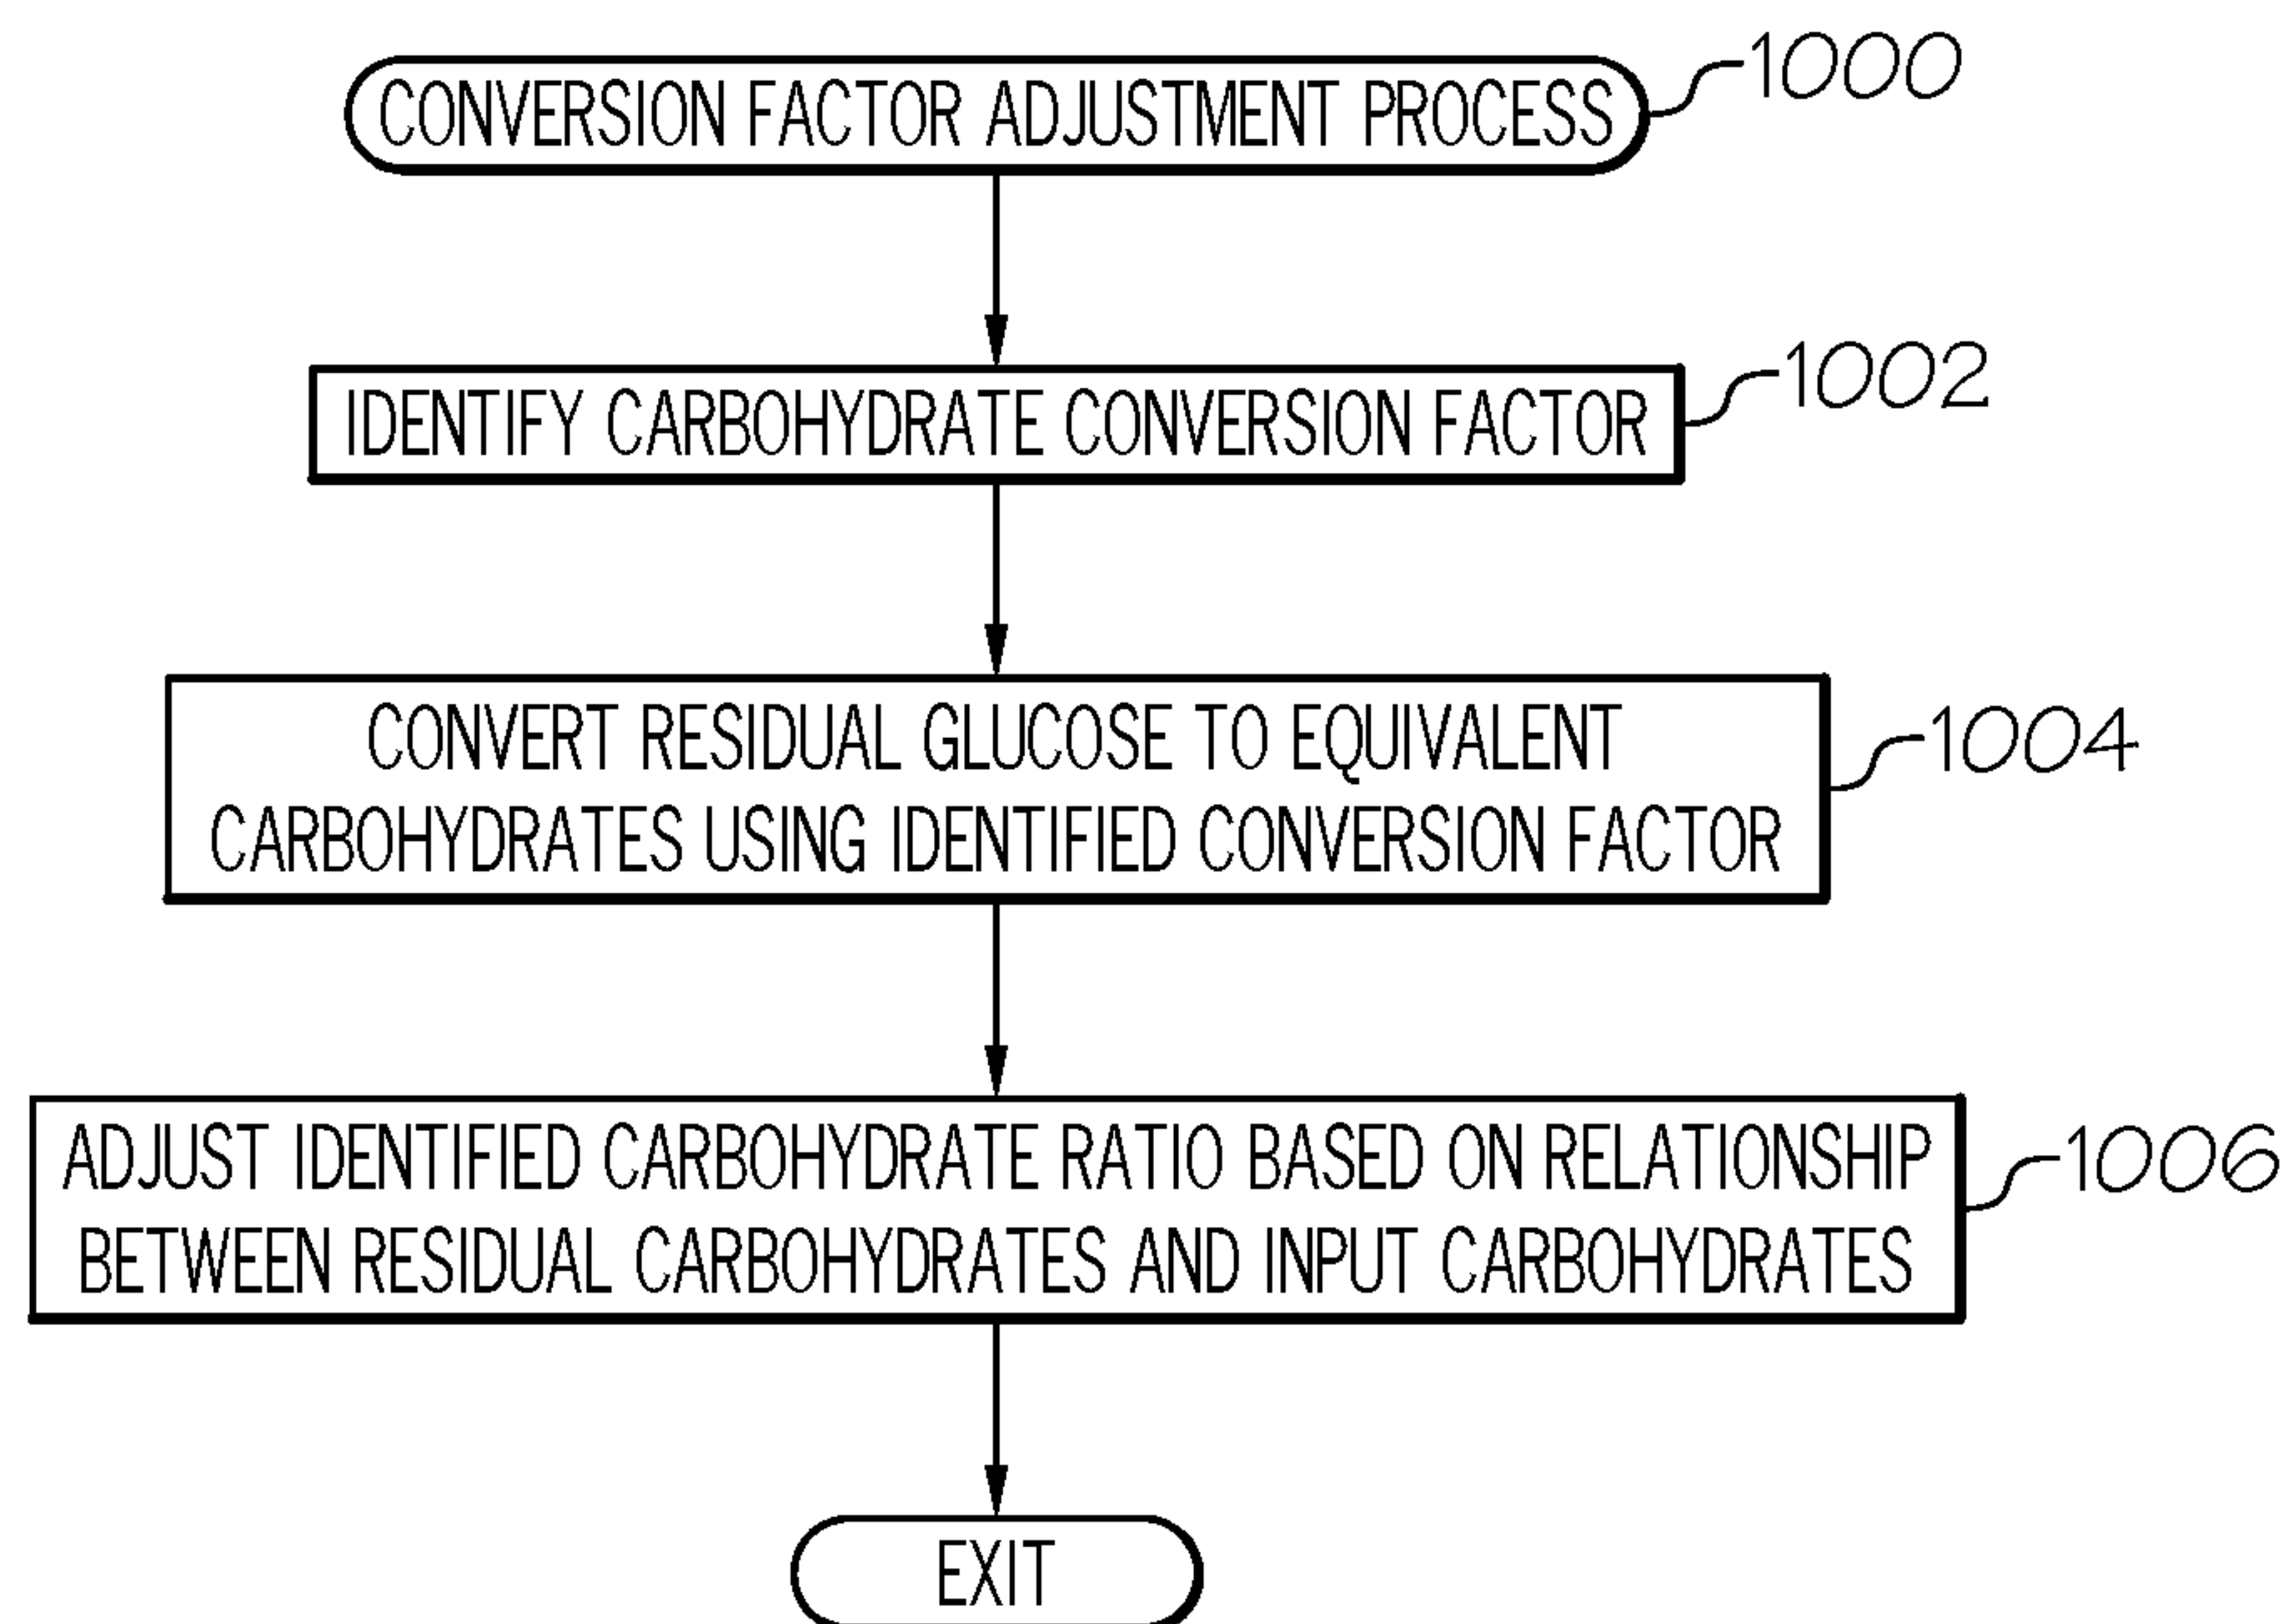 CONVERSION FACTOR ADJUSTMENT PROCESS
1000
IDENTIFY CARBOHYDRATE CONVERSION FACTOR
1002
CONVERT RESIDUAL GLUCOSE TO EQUIVALENT
CARBOHYDRATES USING IDENTIFIED CONVERSION FACTOR
1004
ADJUST IDENTIFIED CARBOHYDRATE RATIO BASED ON RELATIONSHIP
BETWEEN RESIDUAL CARBOHYDRATES AND INPUT CARBOHYDRATES
1006
EXIT